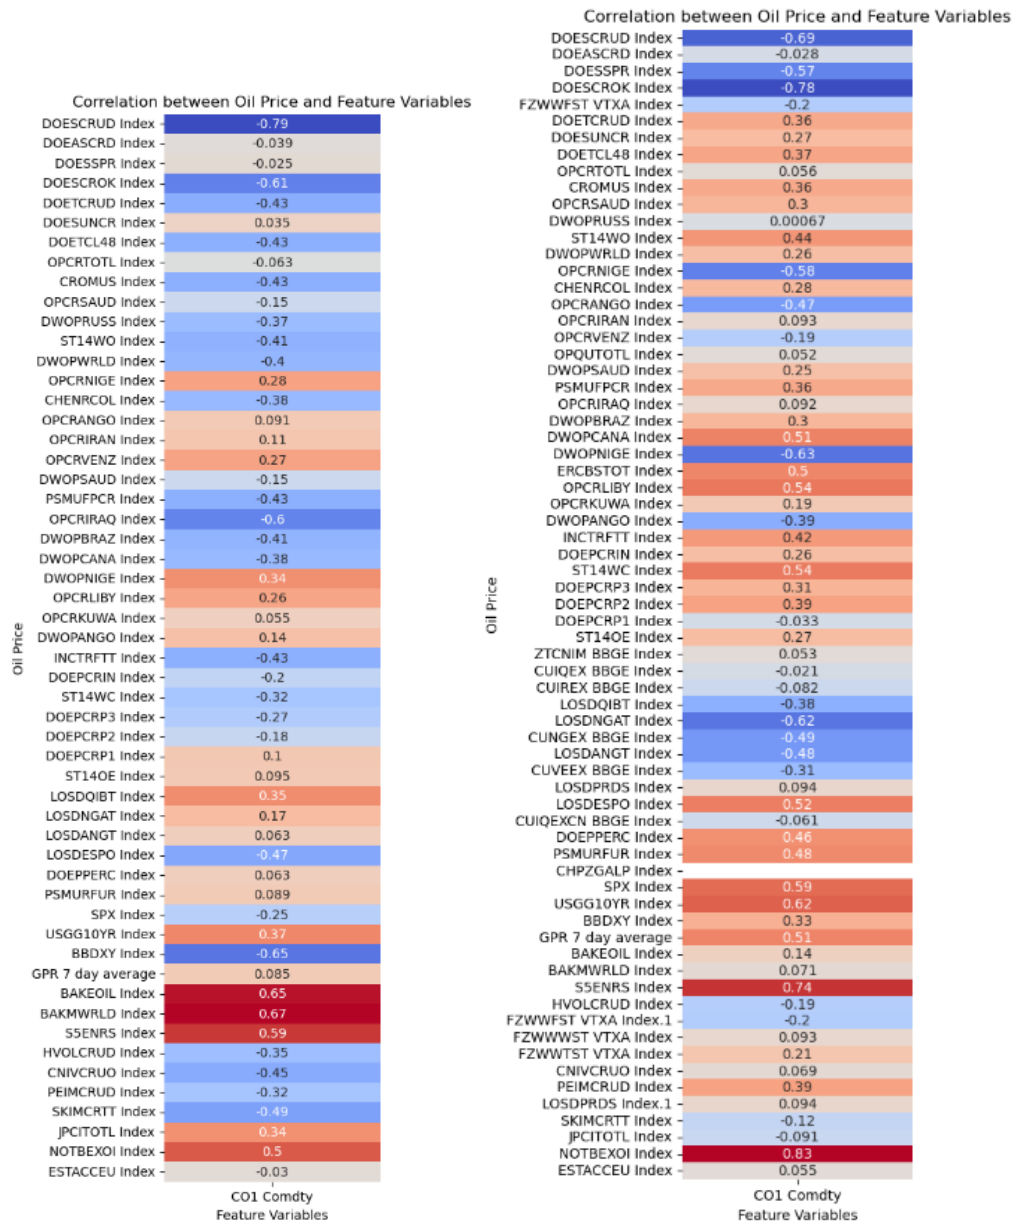 Correlation between Oil Price and Feature Variables
DOESCRUD Index -0.79
DOEASCRD Index -0.039
DOESSPR Index -0.025
DOESCROK Index -0.61
DOETCRUD Index -0.43
DOESUNCR Index 0.035
DOETCL48 Index -0.43
OPCRTOTL Index -0.063
CROMUS Index -0.43
OPCRSAUD Index -0.15
DWOPRUSS Index -0.37
ST14WO Index -0.41
DWOPWRLD Index -0.4
OPCRNIGE Index 0.28
CHENRCOL Index -0.38
OPCRANGO Index 0.091
OPCRIRAN Index 0.11
OPCRVENZ Index 0.27
DWOPSAUD Index -0.15
PSMUFPCR Index -0.43
OPCRIRAQ Index -0.6
DWOPBRAZ Index -0.41
DWOPCANA Index -0.38
DWOPNIGE Index 0.34
OPCRLIBY Index 0.26
OPCRKUWA Index 0.055
DWOPANGO Index 0.14
INCTRFTT Index -0.43
DOEPCRIN Index -0.2
ST14WC Index -0.32
DOEPCRP3 Index -0.27
DOEPCRP2 Index -0.18
DOEPCRP1 Index 0.1
ST14OE Index 0.095
LOSDQIBT Index 0.35
LOSDNGAT Index 0.17
LOSDANGT Index 0.063
LOSDESPO Index -0.47
DOEPPERC Index 0.063
PSMURFUR Index 0.089
SPX Index -0.25
USGG10YR Index 0.37
BBDXY Index -0.65
GPR 7 day average 0.085
BAKEOIL Index 0.65
BAKMWRLD Index 0.67
S5ENRS Index 0.59
HVOLCRUD Index -0.35
CNIVCRUO Index -0.45
PEIMCRUD Index -0.32
SKIMCRTT Index -0.49
JPCITOTL Index 0.34
NOTBEXOI Index 0.5
ESTACCEU Index -0.03
Oil Price
CO1 Comdty
Feature Variables
Correlation between Oil Price and Feature Variables
DOESCRUD Index -0.69
DOEASCRD Index -0.028
DOESSPR Index -0.57
DOESCROK Index -0.78
FZWWFST VTXA Index -0.2
DOETCRUD Index 0.36
DOESUNCR Index 0.27
DOETCL48 Index 0.37
OPCRTOTL Index 0.056
CROMUS Index 0.36
OPCRSAUD Index 0.3
DWOPRUSS Index 0.00067
ST14WO Index 0.44
DWOPWRLD Index 0.26
OPCRNIGE Index -0.58
CHENRCOL Index 0.28
OPCRANGO Index -0.47
OPCRIRAN Index 0.093
OPCRVENZ Index -0.19
OPQUTOTL Index 0.052
DWOPSAUD Index 0.25
PSMUFPCR Index 0.36
OPCRIRAQ Index 0.092
DWOPBRAZ Index 0.3
DWOPCANA Index 0.51
DWOPNIGE Index -0.63
ERCBSTOT Index 0.5
OPCRLIBY Index 0.54
OPCRKUWA Index 0.19
DWOPANGO Index -0.39
INCTRFTT Index 0.42
DOEPCRIN Index 0.26
ST14WC Index 0.54
DOEPCRP3 Index 0.31
DOEPCRP2 Index 0.39
DOEPCRP1 Index -0.033
ST14OE Index 0.27
ZTCNIM BBGE Index 0.053
CUIQEX BBGE Index -0.021
CUIREX BBGE Index -0.082
LOSDQIBT Index -0.38
LOSDNGAT Index -0.62
CUNGEX BBGE Index -0.49
LOSDANGT Index -0.48
CUVEEX BBGE Index -0.31
LOSDPRDS Index 0.094
LOSDESPO Index 0.52
CUIQEXCN BBGE Index -0.061
DOEPPERC Index 0.46
PSMURFUR Index 0.48
CHPZGALP Index
SPX Index 0.59
USGG10YR Index 0.62
BBDXY Index 0.33
GPR 7 day average 0.51
BAKEOIL Index 0.14
BAKMWRLD Index 0.071
S5ENRS Index 0.74
HVOLCRUD Index -0.19
FZWWFST VTXA Index.1 -0.2
FZWWWST VTXA Index 0.093
FZWWTST VTXA Index 0.21
CNIVCRUO Index 0.069
PEIMCRUD Index 0.39
LOSDPRDS Index.1 0.094
SKIMCRTT Index -0.12
JPCITOTL Index -0.091
NOTBEXOI Index 0.83
ESTACCEU Index 0.055
Oil Price
CO1 Comdty
Feature Variables